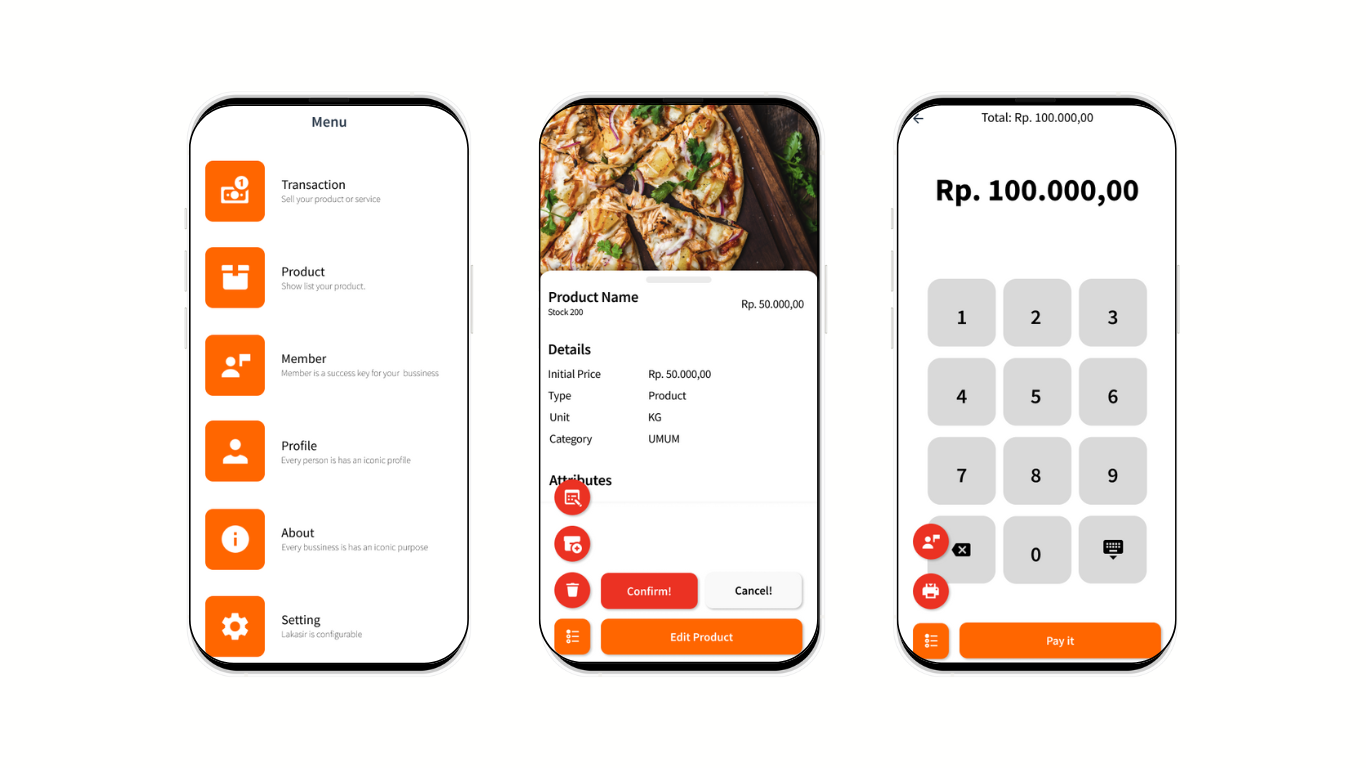 Menu
Transaction
Sell your product or service
Product
Show list your product.
Member
Member is a success key for your bussiness
Profile
Every person is has an iconic profile
About
Every bussiness is has an iconic purpose
Setting
Lakasir is configurable
Product Name
Rp. 50.000,00
Stock 200
Details
Initial Price Rp. 50.000,00
Type Product
Unit KG
Category UMUM
Attributes
Confirm! Cancel!
Edit Product
Total: Rp. 100.000,00
Rp. 100.000,00
1 2 3
4 5 6
7 8 9
0
Pay it